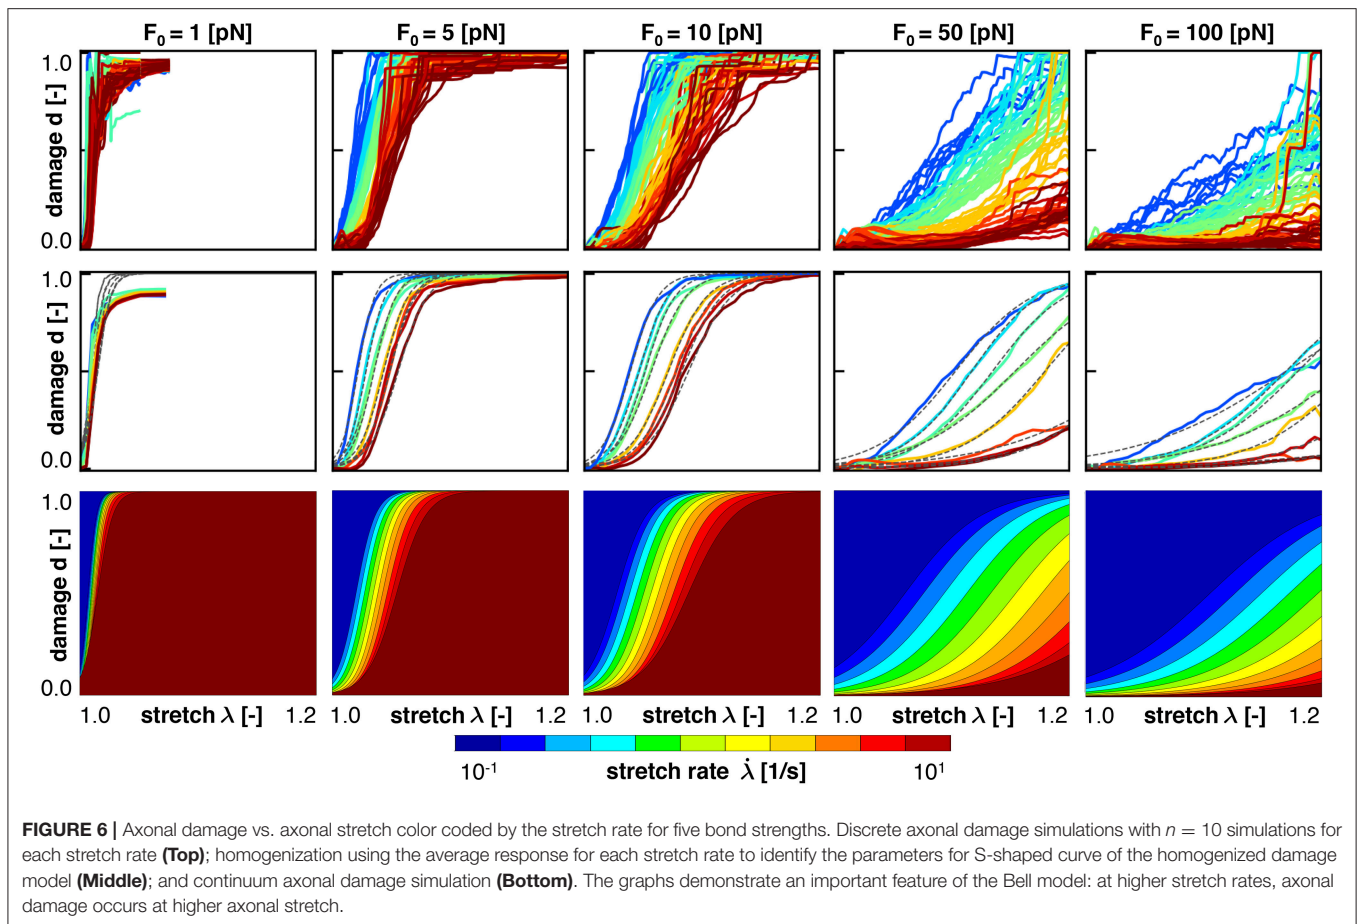 F₀ = 1 [pN] F₀ = 5 [pN] F₀ = 10 [pN] F₀ = 50 [pN] F₀ = 100 [pN]
1.0
damage d [-]
0.0
1.0
damage d [-]
0.0
1.0
damage d [-]
0.0
1.0 stretch λ [-] 1.2 1.0 stretch λ [-] 1.2 1.0 stretch λ [-] 1.2 1.0 stretch λ [-] 1.2 1.0 stretch λ [-] 1.2
10⁻¹ stretch rate λ̇ [1/s] 10¹
FIGURE 6 | Axonal damage vs. axonal stretch color coded by the stretch rate for five bond strengths. Discrete axonal damage simulations with n = 10 simulations for
each stretch rate (Top); homogenization using the average response for each stretch rate to identify the parameters for S-shaped curve of the homogenized damage
model (Middle); and continuum axonal damage simulation (Bottom). The graphs demonstrate an important feature of the Bell model: at higher stretch rates, axonal
damage occurs at higher axonal stretch.